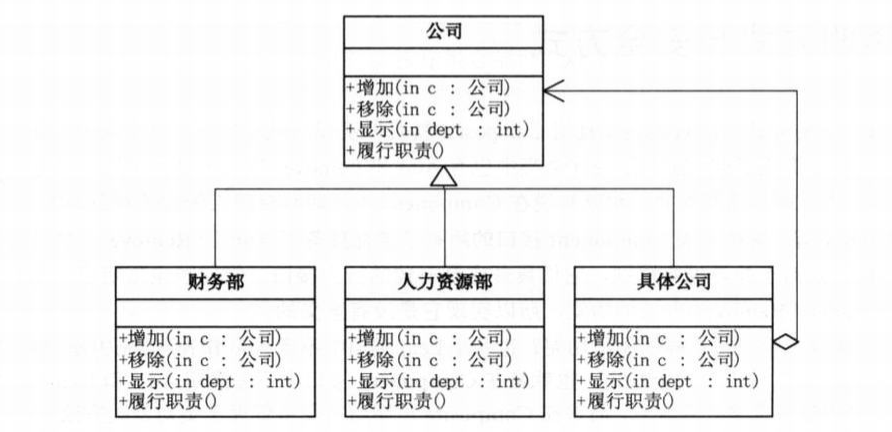 公司
+增加(in c : 公司)
+移除(in c : 公司)
+显示(in dept : int)
+履行职责()
财务部
+增加(in c : 公司)
+移除(in c : 公司)
+显示(in dept : int)
+履行职责()
人力资源部
+增加(in c : 公司)
+移除(in c : 公司)
+显示(in dept : int)
+履行职责()
具体公司
+增加(in c : 公司)
+移除(in c : 公司)
+显示(in dept : int)
+履行职责()